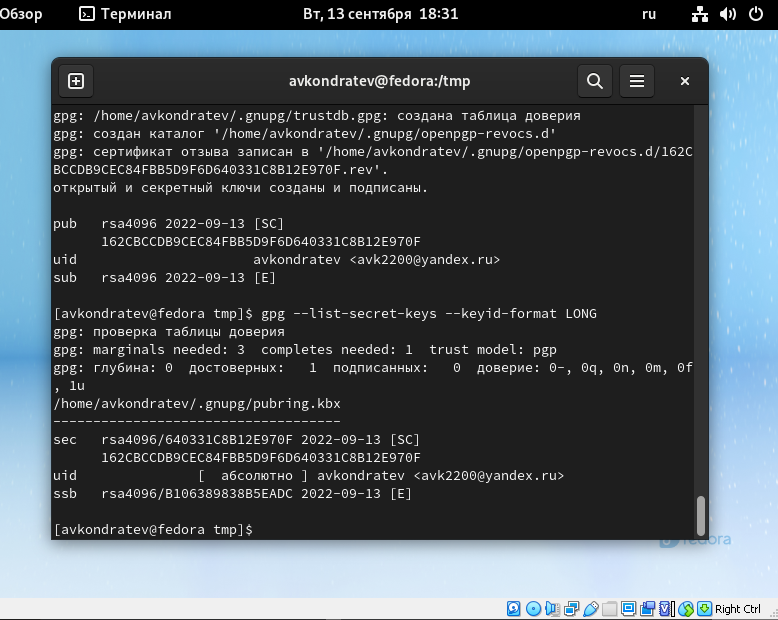 Обзор Терминал Вт, 13 сентября 18:31 ru
avkondratev@fedora:/tmp
gpg: /home/avkondratev/.gnupg/trustdb.gpg: создана таблица доверия
gpg: создан каталог '/home/avkondratev/.gnupg/openpgp-revocs.d'
gpg: сертификат отзыва записан в '/home/avkondratev/.gnupg/openpgp-revocs.d/162C
BCCDB9CEC84FBB5D9F6D640331C8B12E970F.rev'.
открытый и секретный ключи созданы и подписаны.
pub   rsa4096 2022-09-13 [SC]
      162CBCCDB9CEC84FBB5D9F6D640331C8B12E970F
uid                      avkondratev <avk2200@yandex.ru>
sub   rsa4096 2022-09-13 [E]
[avkondratev@fedora tmp]$ gpg --list-secret-keys --keyid-format LONG
gpg: проверка таблицы доверия
gpg: marginals needed: 3  completes needed: 1  trust model: pgp
gpg: глубина: 0  достоверных:   1  подписанных:   0  доверие: 0-, 0q, 0n, 0m, 0f
, 1u
/home/avkondratev/.gnupg/pubring.kbx
------------------------------------
sec   rsa4096/640331C8B12E970F 2022-09-13 [SC]
      162CBCCDB9CEC84FBB5D9F6D640331C8B12E970F
uid               [  абсолютно ] avkondratev <avk2200@yandex.ru>
ssb   rsa4096/B106389838B5EADC 2022-09-13 [E]
[avkondratev@fedora tmp]$
fedora
Right Ctrl